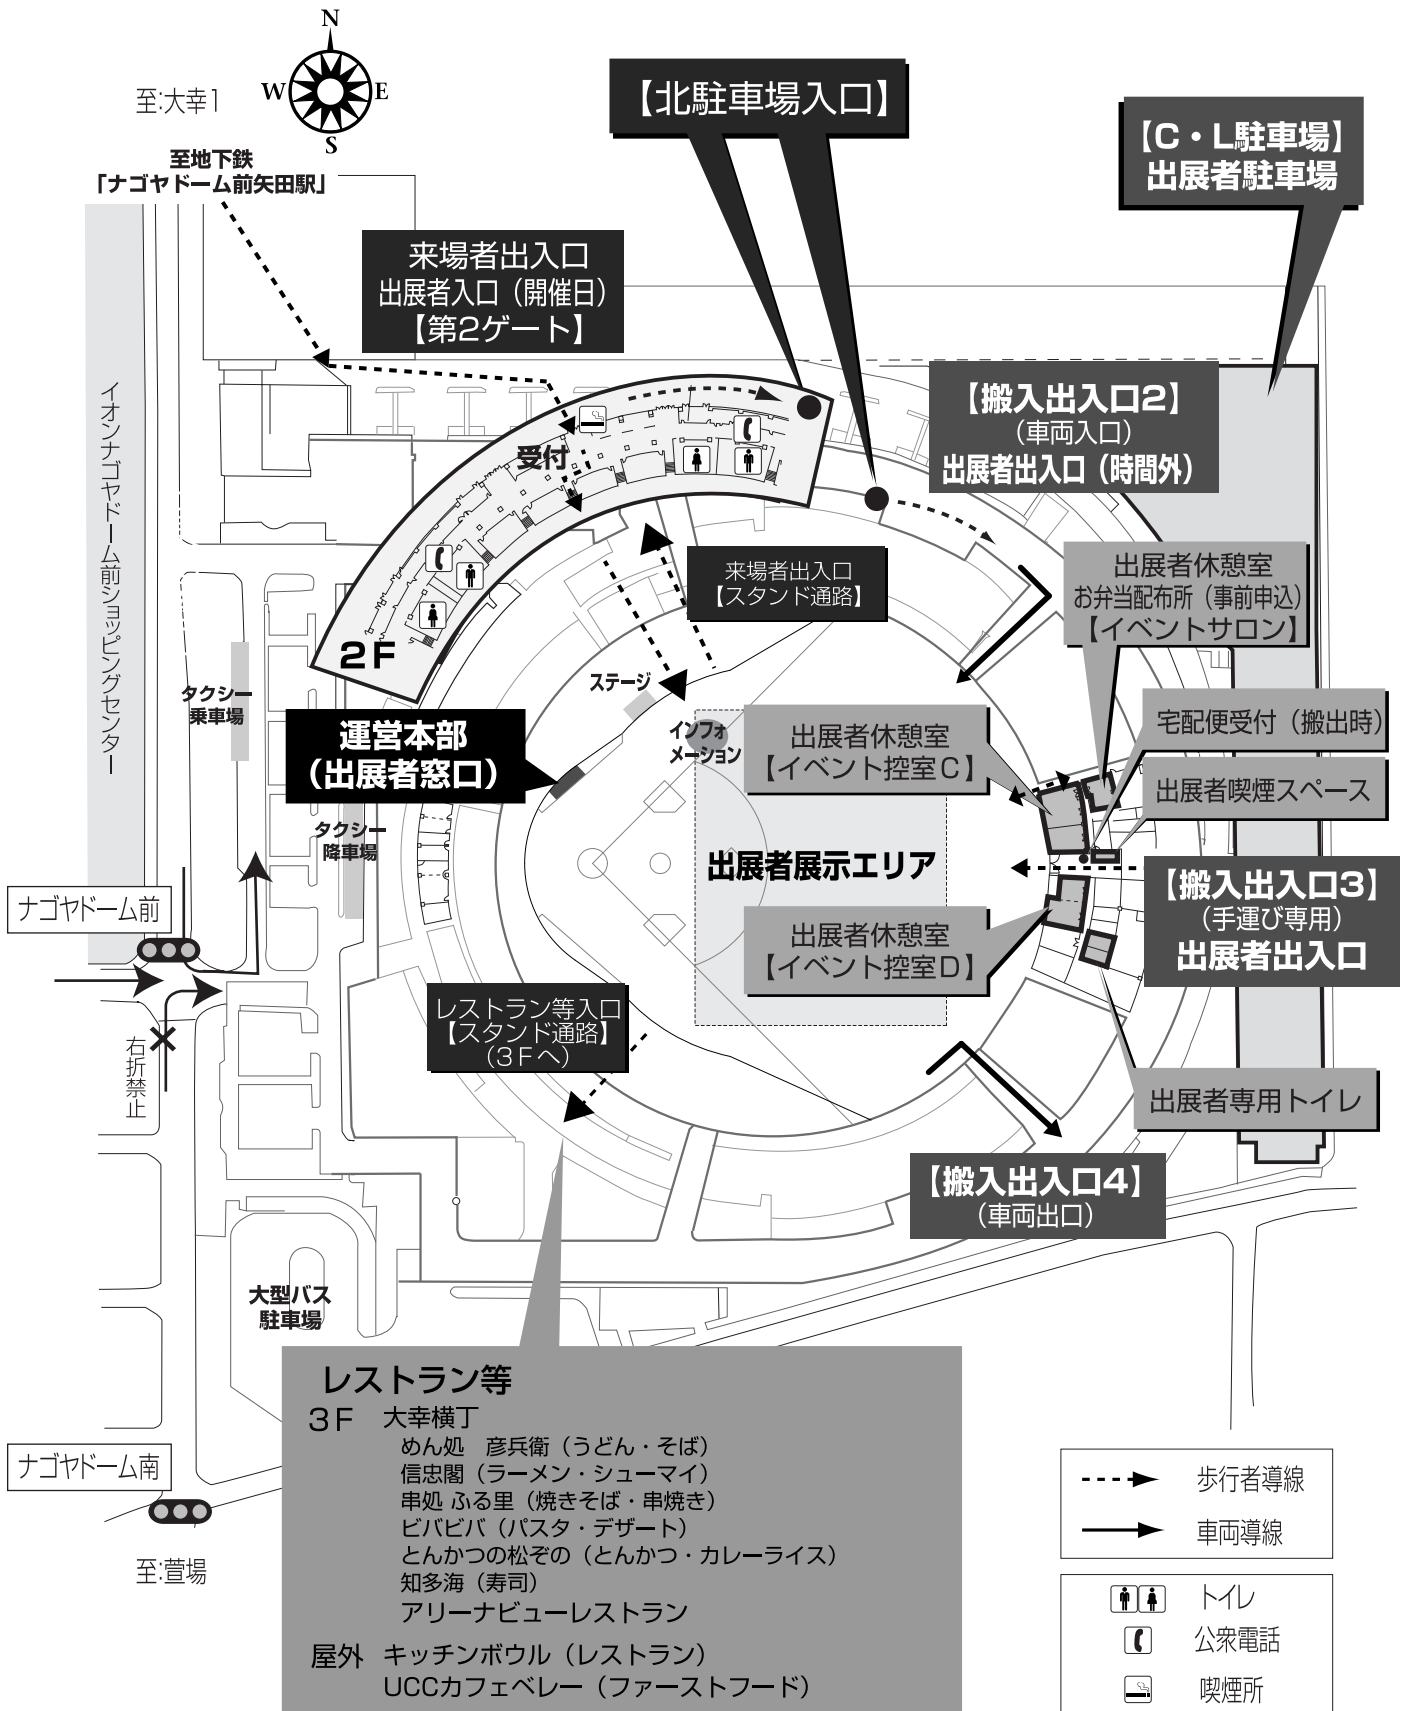 N
W
E
S
至:大幸1
至地下鉄
「ナゴヤドーム前矢田駅」
【北駐車場入口】
【C・L駐車場】
出展者駐車場
来場者出入口
出展者入口（開催日）
【第2ゲート】
【搬入出入口2】
（車両入口）
出展者出入口（時間外）
イオンナゴヤドーム前ショッピングセンター
受付
2F
来場者出入口
【スタンド通路】
出展者休憩室
お弁当配布所（事前申込）
【イベントサロン】
タクシー
乗車場
ステージ
運営本部
（出展者窓口）
インフォ
メーション
出展者休憩室
【イベント控室C】
宅配便受付（搬出時）
出展者喫煙スペース
タクシー
降車場
出展者展示エリア
【搬入出入口3】
（手運び専用）
出展者出入口
ナゴヤドーム前
出展者休憩室
【イベント控室D】
レストラン等入口
【スタンド通路】
（3Fへ）
右折禁止
出展者専用トイレ
【搬入出入口4】
（車両出口）
大型バス
駐車場
レストラン等
3F　大幸横丁
めん処　彦兵衛（うどん・そば）
信忠閣（ラーメン・シューマイ）
串処 ふる里（焼きそば・串焼き）
ビバビバ（パスタ・デザート）
とんかつの松ぞの（とんかつ・カレーライス）
知多海（寿司）
アリーナビューレストラン
屋外　キッチンボウル（レストラン）
UCCカフェベレー（ファーストフード）
ナゴヤドーム南
至:萱場
歩行者導線
車両導線
トイレ
公衆電話
喫煙所